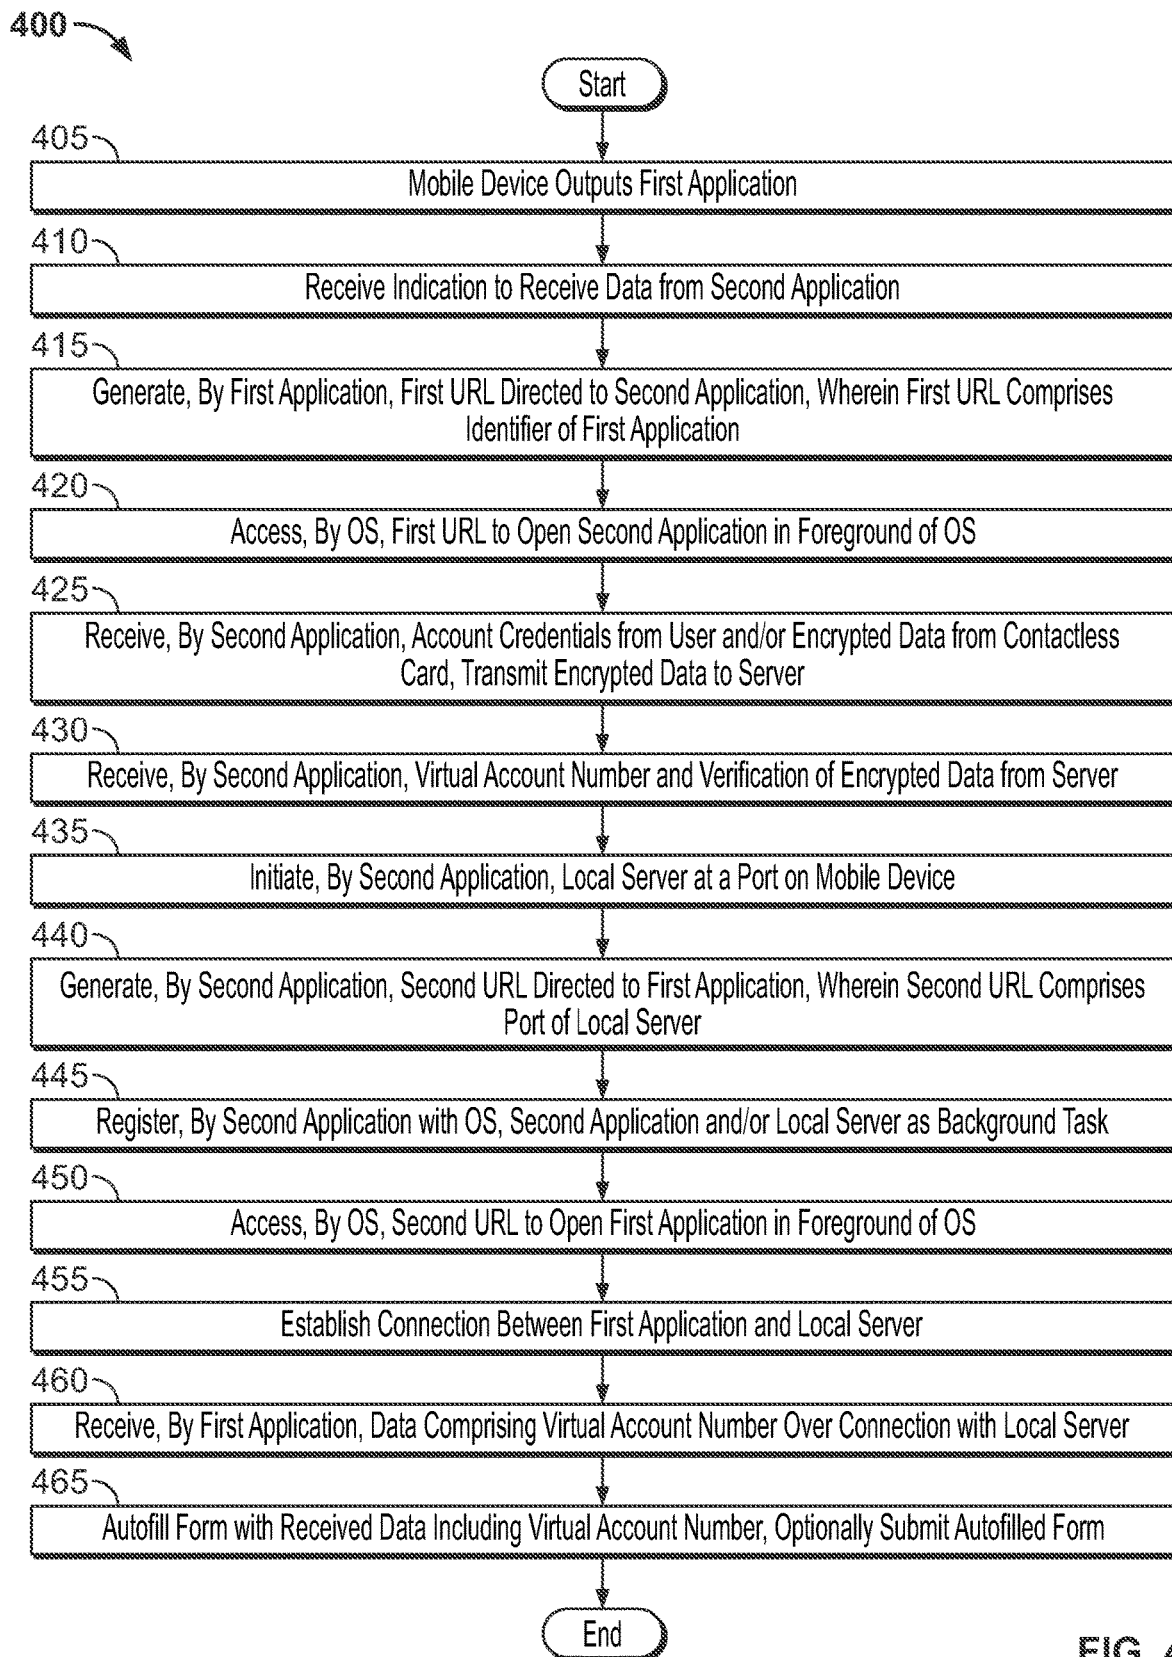 400
Start
405
Mobile Device Outputs First Application
410
Receive Indication to Receive Data from Second Application
415
Generate, By First Application, First URL Directed to Second Application, Wherein First URL Comprises
Identifier of First Application
420
Access, By OS, First URL to Open Second Application in Foreground of OS
425
Receive, By Second Application, Account Credentials from User and/or Encrypted Data from Contactless
Card, Transmit Encrypted Data to Server
430
Receive, By Second Application, Virtual Account Number and Verification of Encrypted Data from Server
435
Initiate, By Second Application, Local Server at a Port on Mobile Device
440
Generate, By Second Application, Second URL Directed to First Application, Wherein Second URL Comprises
Port of Local Server
445
Register, By Second Application with OS, Second Application and/or Local Server as Background Task
450
Access, By OS, Second URL to Open First Application in Foreground of OS
455
Establish Connection Between First Application and Local Server
460
Receive, By First Application, Data Comprising Virtual Account Number Over Connection with Local Server
465
Autofill Form with Received Data Including Virtual Account Number, Optionally Submit Autofilled Form
End
FIG. 4